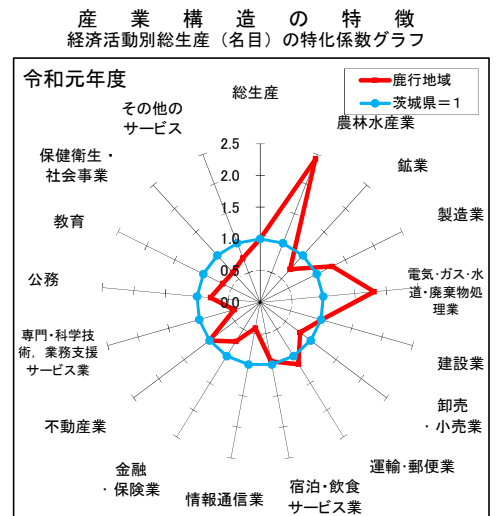 産業構造の特徴
経済活動別総生産（名目）の特化係数グラフ
令和元年度
鹿行地域
茨城県＝1
総生産
農林水産業
鉱業
製造業
電気・ガス・水
道・廃棄物処
理業
建設業
卸売
・小売業
運輸・郵便業
宿泊・飲食
サービス業
情報通信業
金融
・保険業
不動産業
専門・科学技
術，業務支援
サービス業
公務
教育
保健衛生・
社会事業
その他の
サービス
2.5
2.0
1.5
1.0
0.5
0.0